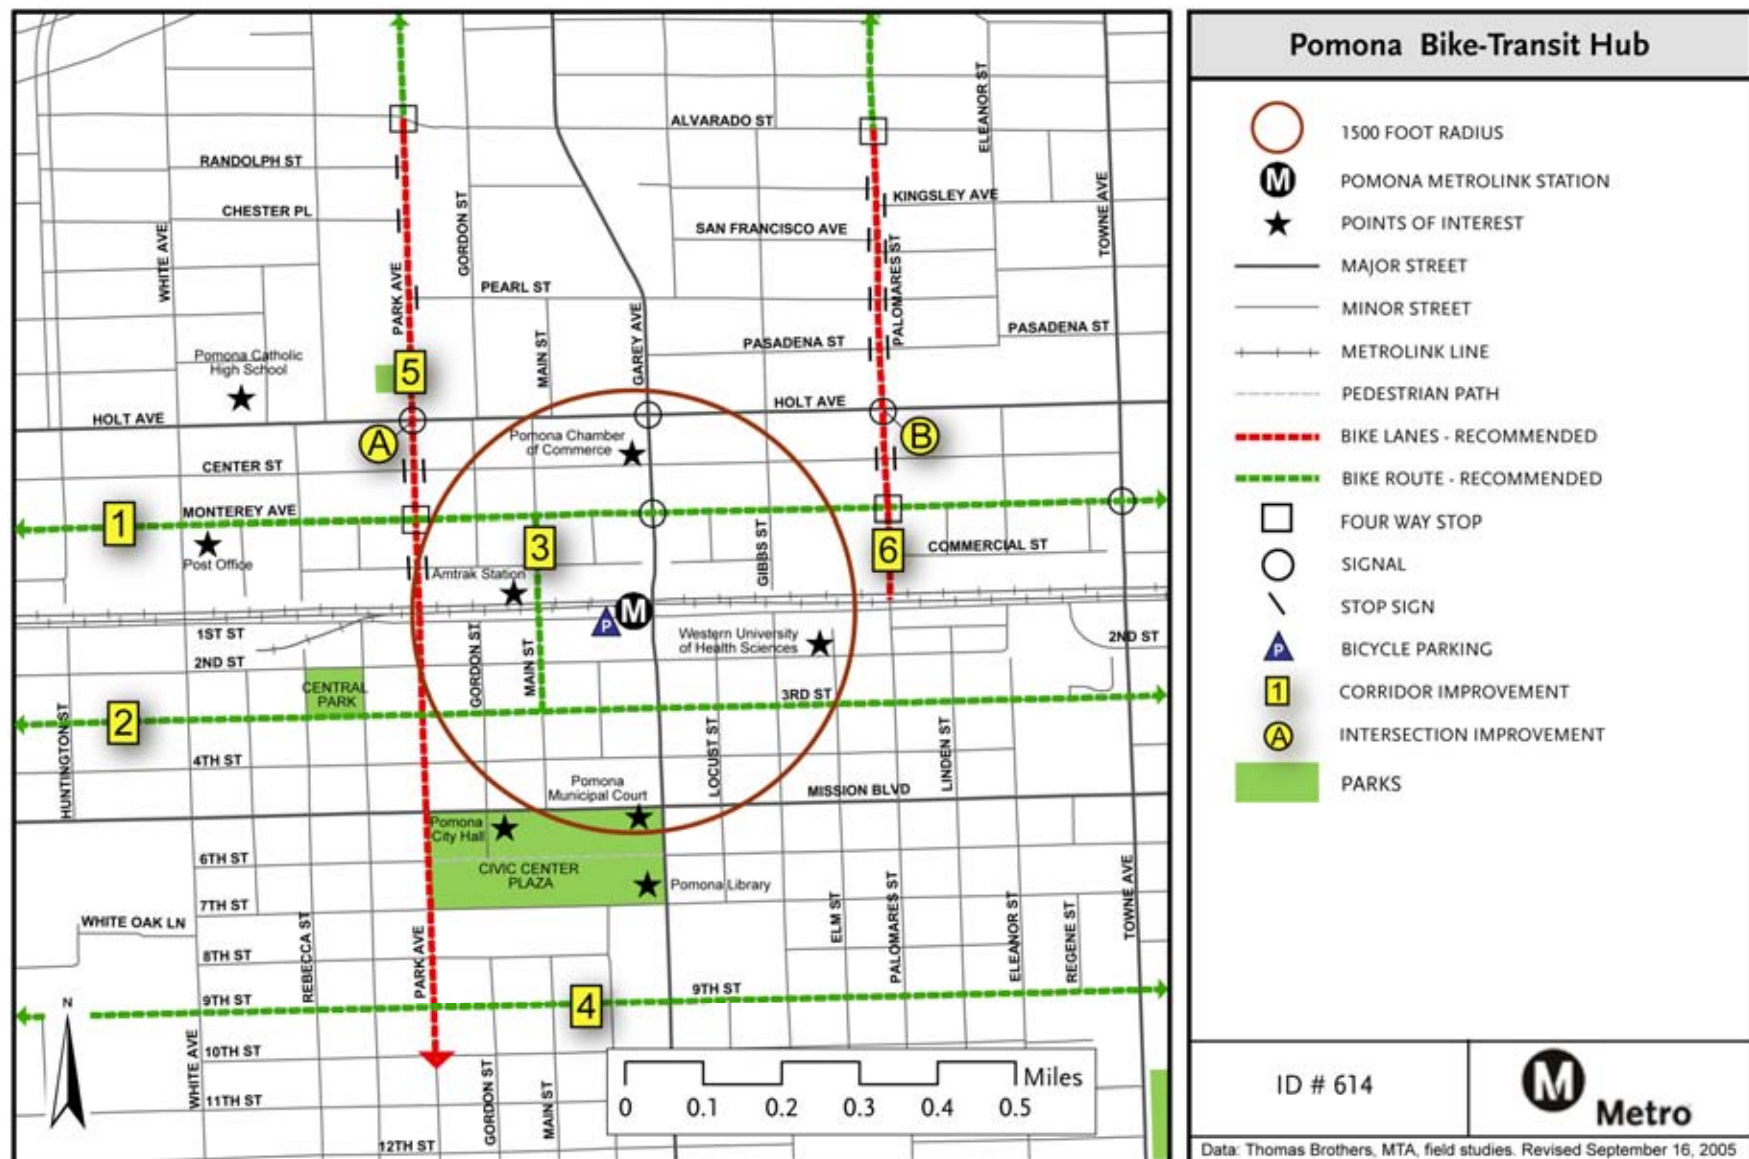 Pomona Bike-Transit Hub
1500 FOOT RADIUS
M
POMONA METROLINK STATION
POINTS OF INTEREST
MAJOR STREET
MINOR STREET
METROLINK LINE
PEDESTRIAN PATH
BIKE LANES - RECOMMENDED
BIKE ROUTE - RECOMMENDED
FOUR WAY STOP
SIGNAL
STOP SIGN
P
BICYCLE PARKING
1
CORRIDOR IMPROVEMENT
A
INTERSECTION IMPROVEMENT
PARKS
ID # 614
M
Metro
Data: Thomas Brothers, MTA, field studies. Revised September 16, 2005
ALVARADO ST
ELEANOR ST
RANDOLPH ST
KINGSLEY AVE
CHESTER PL
GORDON ST
SAN FRANCISCO AVE
TOWNE AVE
WHITE AVE
PARK AVE
PEARL ST
PALOMARES ST
MAIN ST
GAREY AVE
PASADENA ST
PASADENA ST
Pomona Catholic
High School
5
HOLT AVE
HOLT AVE
A
B
Pomona Chamber
of Commerce
CENTER ST
1
MONTEREY AVE
3
GIBBS ST
6
COMMERCIAL ST
Post Office
Amtrak Station
M
P
1ST ST
Western University
of Health Sciences
2ND ST
2ND ST
GORDON ST
MAIN ST
CENTRAL
PARK
3RD ST
2
HUNTINGTON ST
LOCUST ST
LINDEN ST
4TH ST
Pomona
Municipal Court
MISSION BLVD
Pomona
City Hall
6TH ST
CIVIC CENTER
PLAZA
Pomona Library
7TH ST
WHITE OAK LN
REBECCA ST
PARK AVE
ELM ST
PALOMARES ST
ELEANOR ST
REGENE ST
TOWNE AVE
8TH ST
9TH ST
4
9TH ST
N
WHITE AVE
10TH ST
11TH ST
GORDON ST
MAIN ST
12TH ST
Miles
0 0.1 0.2 0.3 0.4 0.5